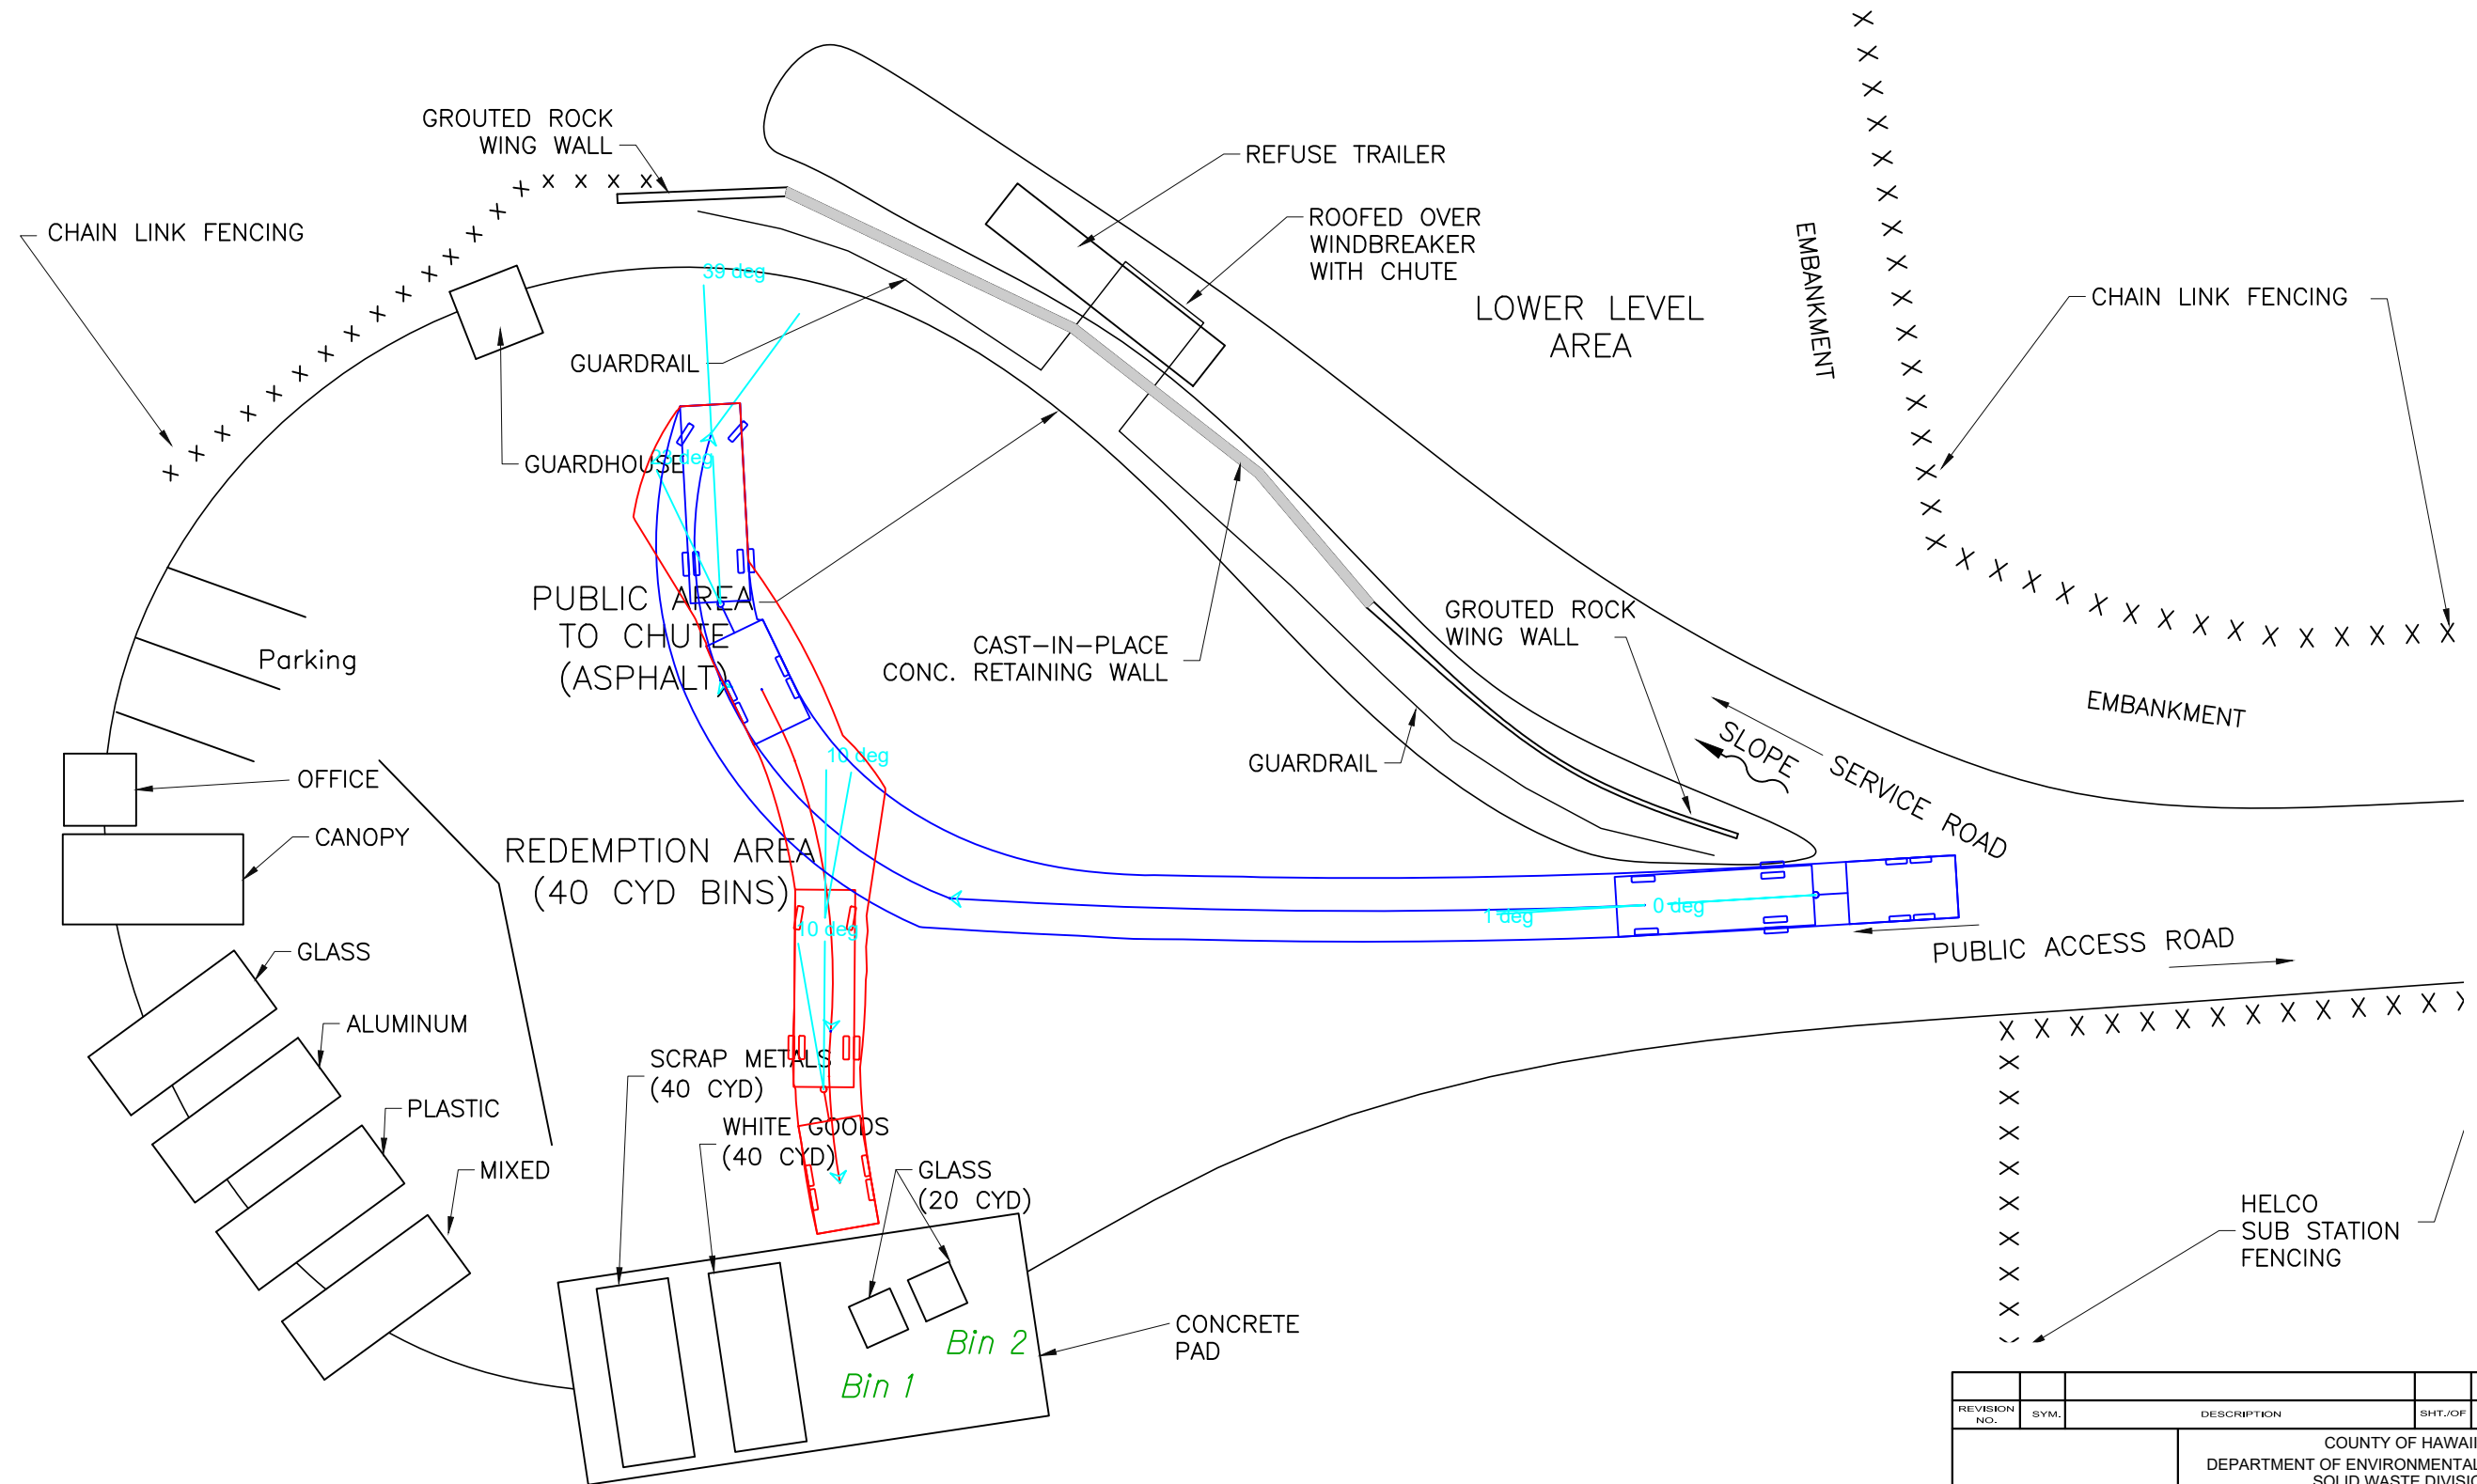 GROUTED ROCK
WING WALL
CHAIN LINK FENCING
REFUSE TRAILER
ROOFED OVER
WINDBREAKER
WITH CHUTE
LOWER LEVEL
AREA
EMBANKMENT
CHAIN LINK FENCING
39 deg
GUARDRAIL
GUARDHOUSE
PUBLIC AREA
TO CHUTE
(ASPHALT)
Parking
CAST-IN-PLACE
CONC. RETAINING WALL
GROUTED ROCK
WING WALL
EMBANKMENT
SLOPE
SERVICE ROAD
GUARDRAIL
10 deg
OFFICE
CANOPY
REDEMPTION AREA
(40 CYD BINS)
10 deg
1 deg
0 deg
PUBLIC ACCESS ROAD
GLASS
ALUMINUM
PLASTIC
MIXED
SCRAP METALS
(40 CYD)
WHITE GOODS
(40 CYD)
GLASS
(20 CYD)
HELCO
SUB STATION
FENCING
Bin 2
Bin 1
CONCRETE
PAD
REVISION
NO.
SYM.
DESCRIPTION
SHT./OF
COUNTY OF HAWAII
DEPARTMENT OF ENVIRONMENTAL
SOLID WASTE